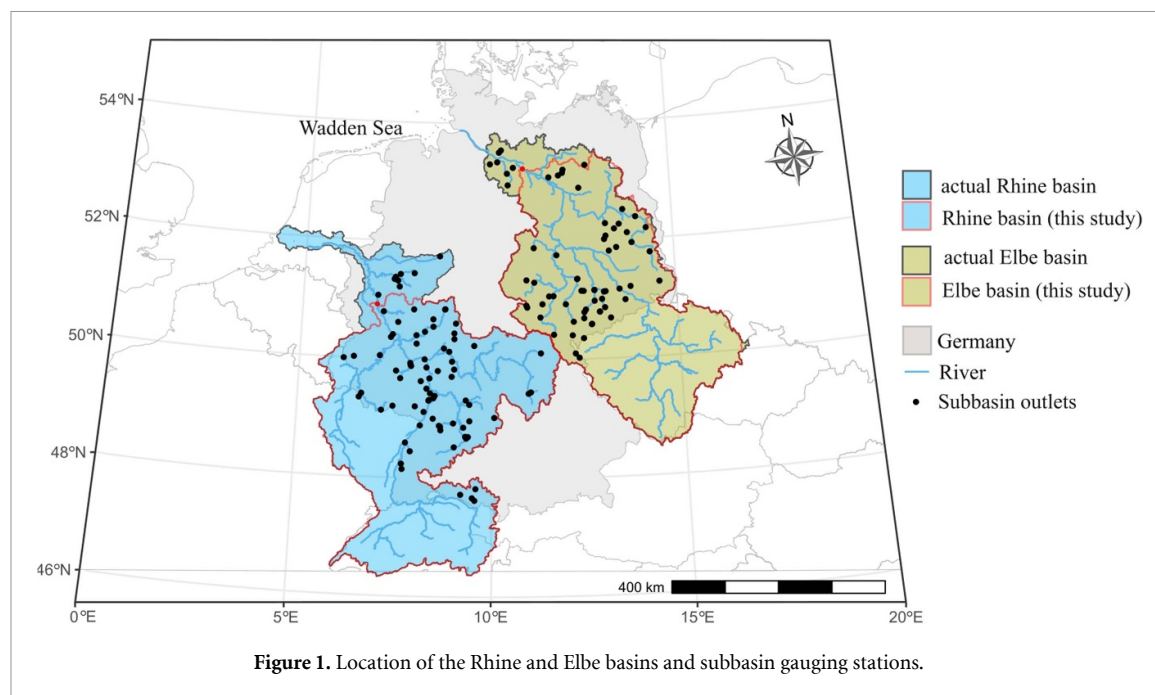 54°N
Wadden Sea
N
52°N
50°N
48°N
46°N
0°E
5°E
10°E
15°E
20°E
400 km
actual Rhine basin
Rhine basin (this study)
actual Elbe basin
Elbe basin (this study)
Germany
River
Subbasin outlets
Figure 1. Location of the Rhine and Elbe basins and subbasin gauging stations.